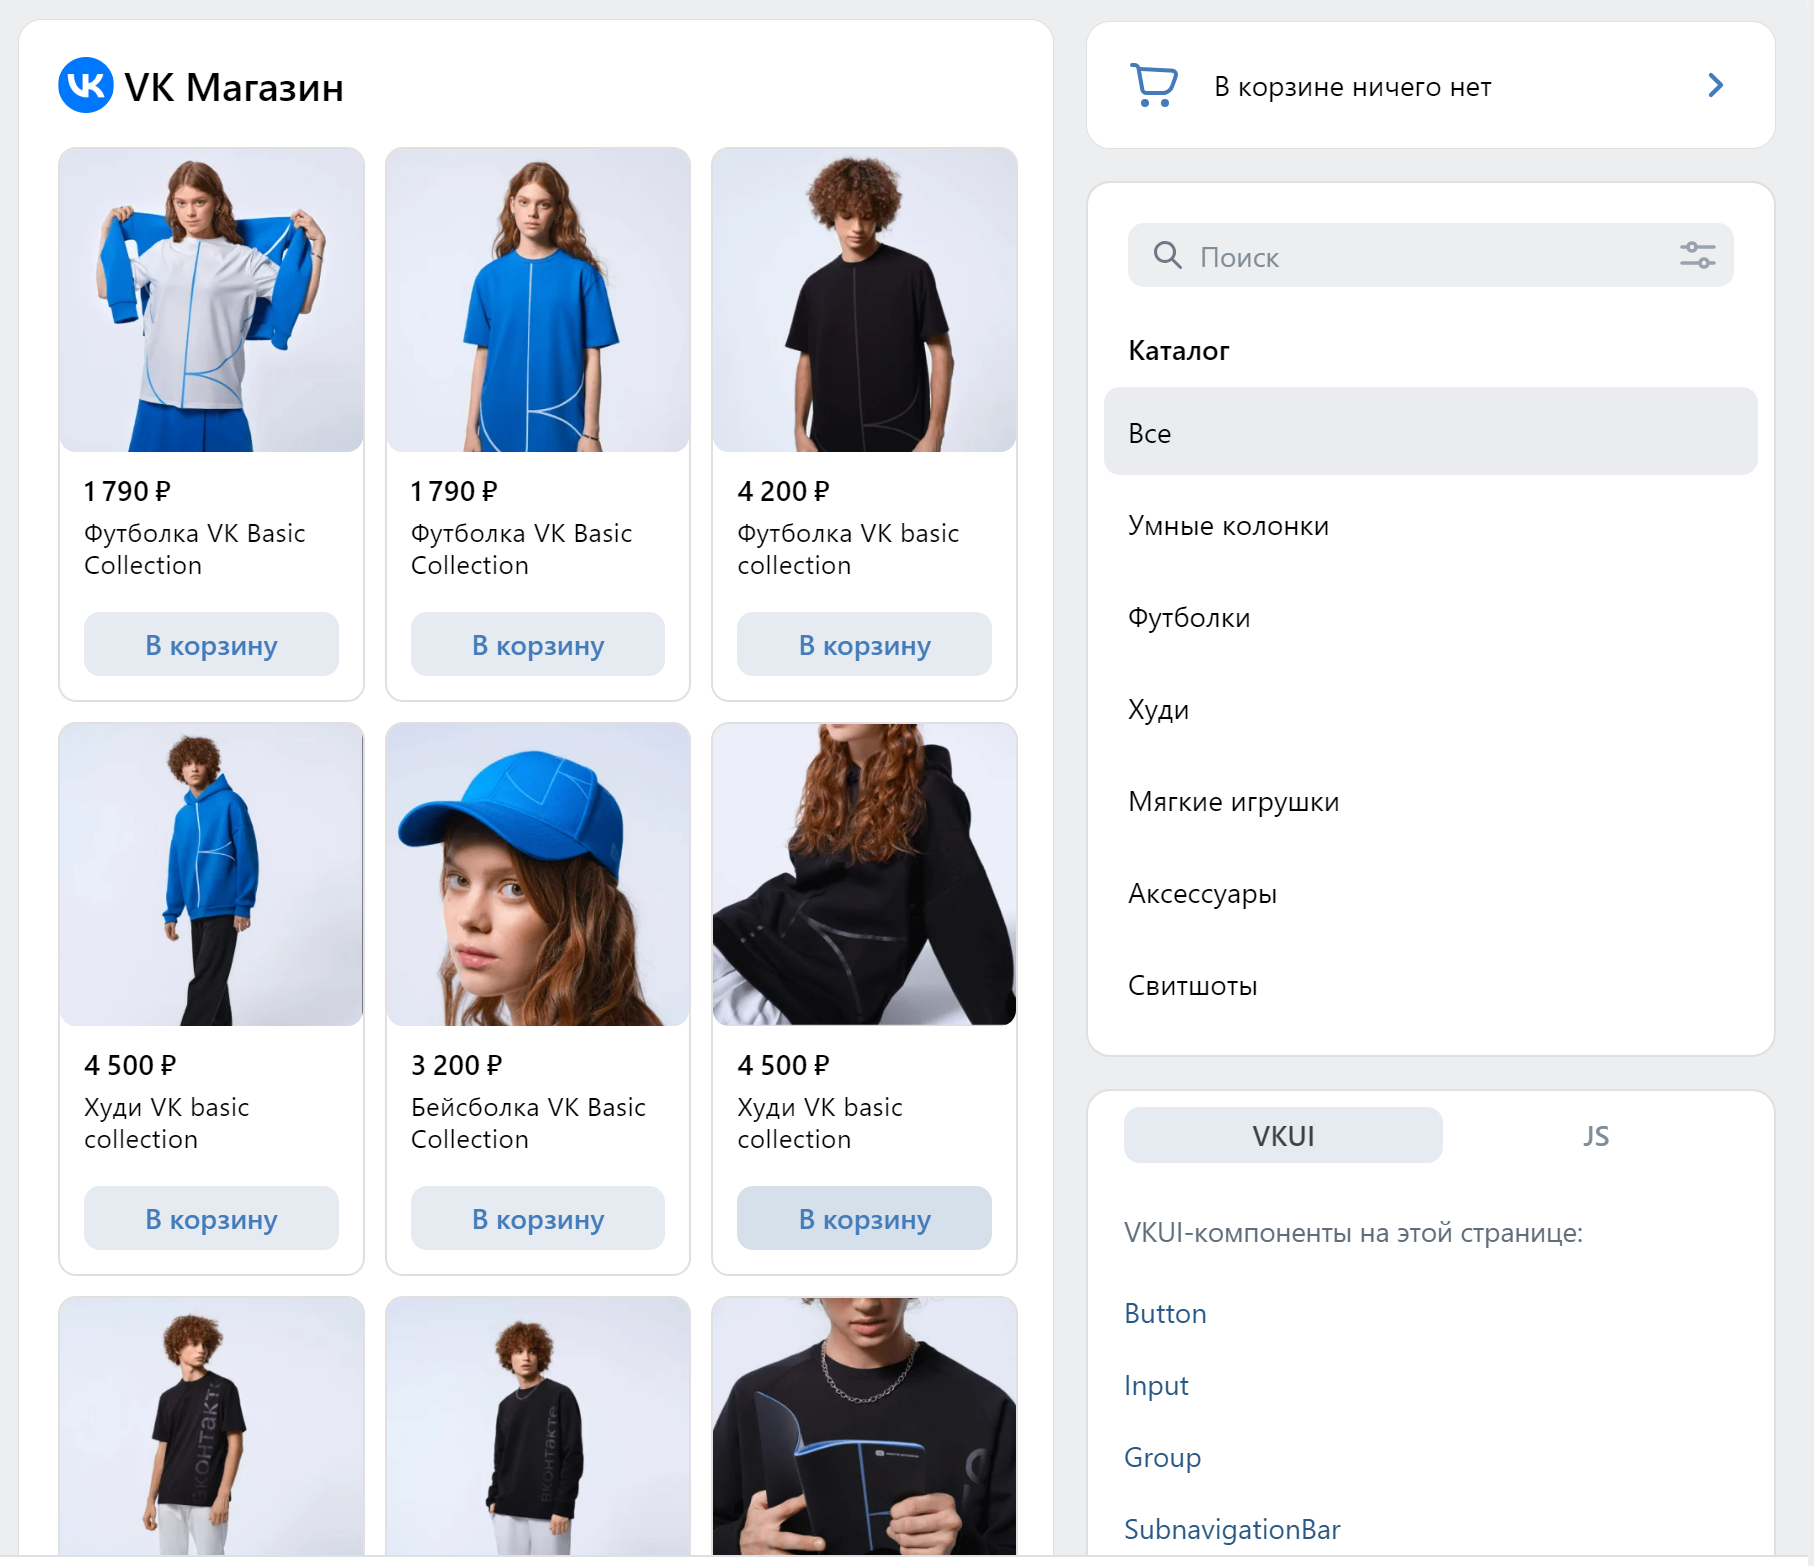 VK Магазин
1 790 ₽
Футболка VK Basic
Collection
В корзину
1 790 ₽
Футболка VK Basic
Collection
В корзину
4 200 ₽
Футболка VK basic
collection
В корзину
4 500 ₽
Худи VK basic
collection
В корзину
3 200 ₽
Бейсболка VK Basic
Collection
В корзину
4 500 ₽
Худи VK basic
collection
В корзину
вконтакте
вконтакте
В корзине ничего нет
Поиск
Каталог
Все
Умные колонки
Футболки
Худи
Мягкие игрушки
Аксессуары
Свитшоты
VKUI
JS
VKUI-компоненты на этой странице:
Button
Input
Group
SubnavigationBar